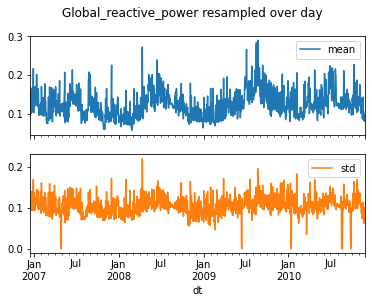 Global_reactive_power resampled over day
0.3
0.2
0.1
mean
0.2
0.1
0.0
std
Jan Jul Jan Jul Jan Jul Jan Jul
2007 2008 2009 2010
dt